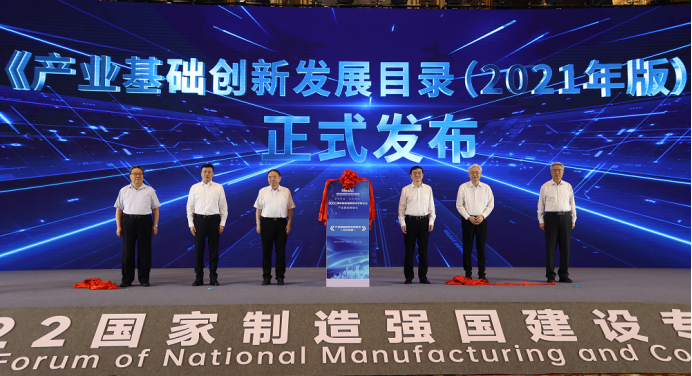 《产业基础创新发展目录（2021年版）
正式发布
22国家制造强国建设专
Forum of National Manufacturing and Co